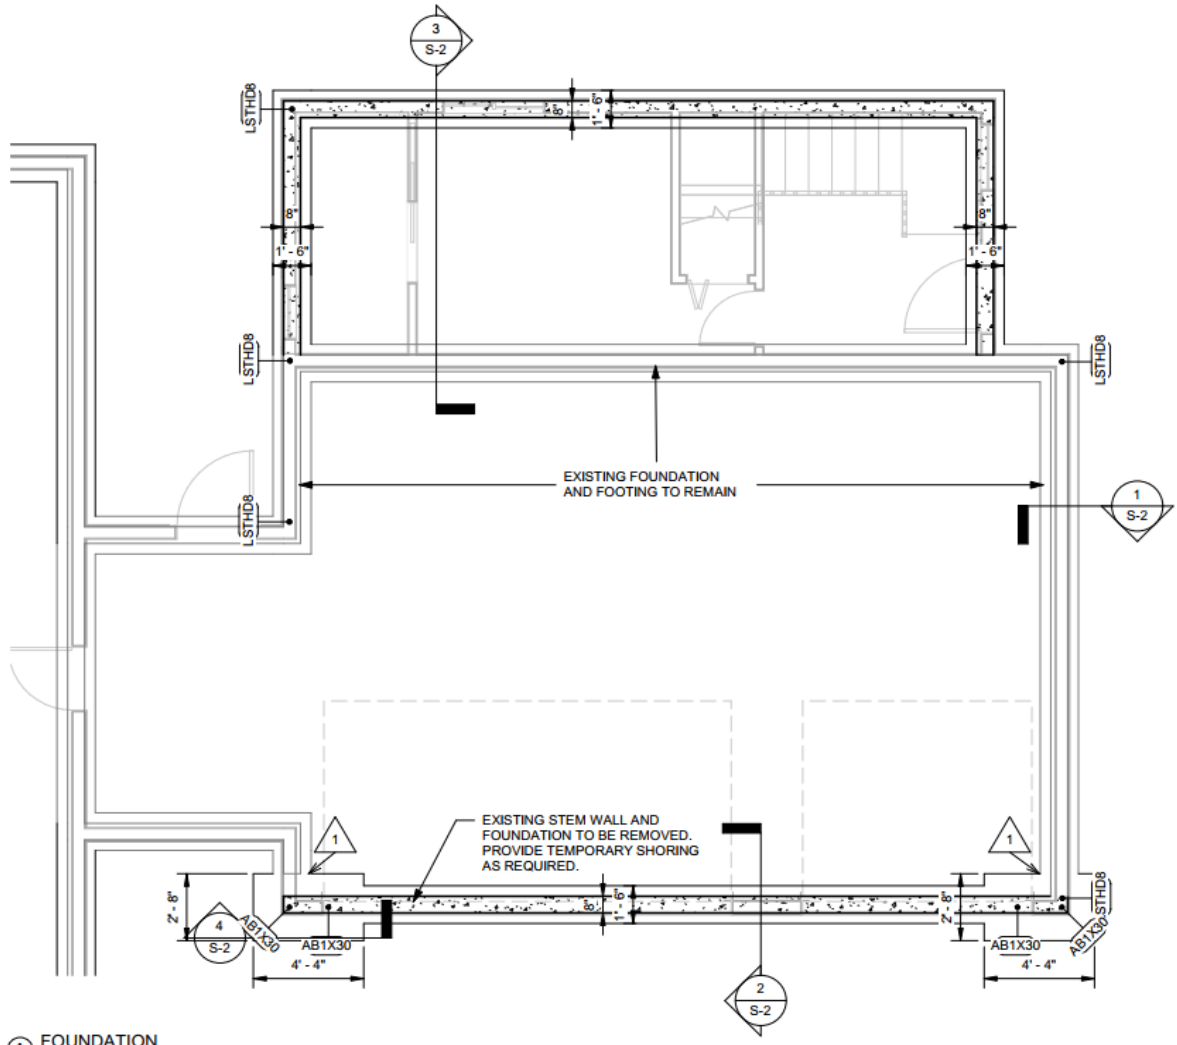 3
S-2
LSTHD8
8"
1' - 6"
8"
1' - 6"
8"
1' - 6"
LSTHD8
LSTHD8
EXISTING FOUNDATION
AND FOOTING TO REMAIN
1
S-2
LSTHD8
EXISTING STEM WALL AND
FOUNDATION TO BE REMOVED.
PROVIDE TEMPORARY SHORING
AS REQUIRED.
1
1
2' - 8"
8"
1' - 6"
2' - 8"
LSTHD8
4
S-2
AB1X30
AB1X30
AB1X30
AB1X30
4' - 4"
4' - 4"
2
S-2
1
FOUNDATION